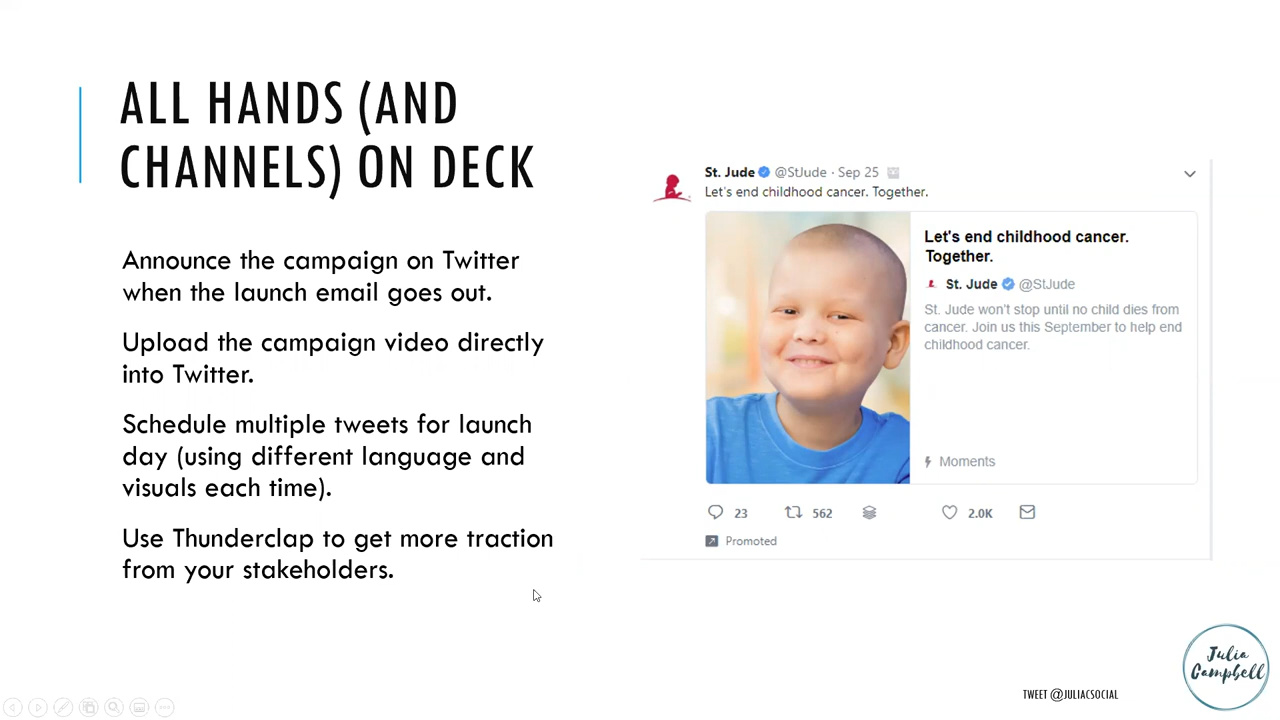 ALL HANDS (AND
CHANNELS) ON DECK
Announce the campaign on Twitter
when the launch email goes out.
Upload the campaign video directly
into Twitter.
Schedule multiple tweets for launch
day (using different language and
visuals each time).
Use Thunderclap to get more traction
from your stakeholders.
St. Jude @StJude · Sep 25
Let's end childhood cancer. Together.
Let's end childhood cancer.
Together.
St. Jude @StJude
St. Jude won't stop until no child dies from
cancer. Join us this September to help end
childhood cancer.
Moments
23 562 2.0K
Promoted
TWEET @JULIACSOCIAL
Julia
Campbell